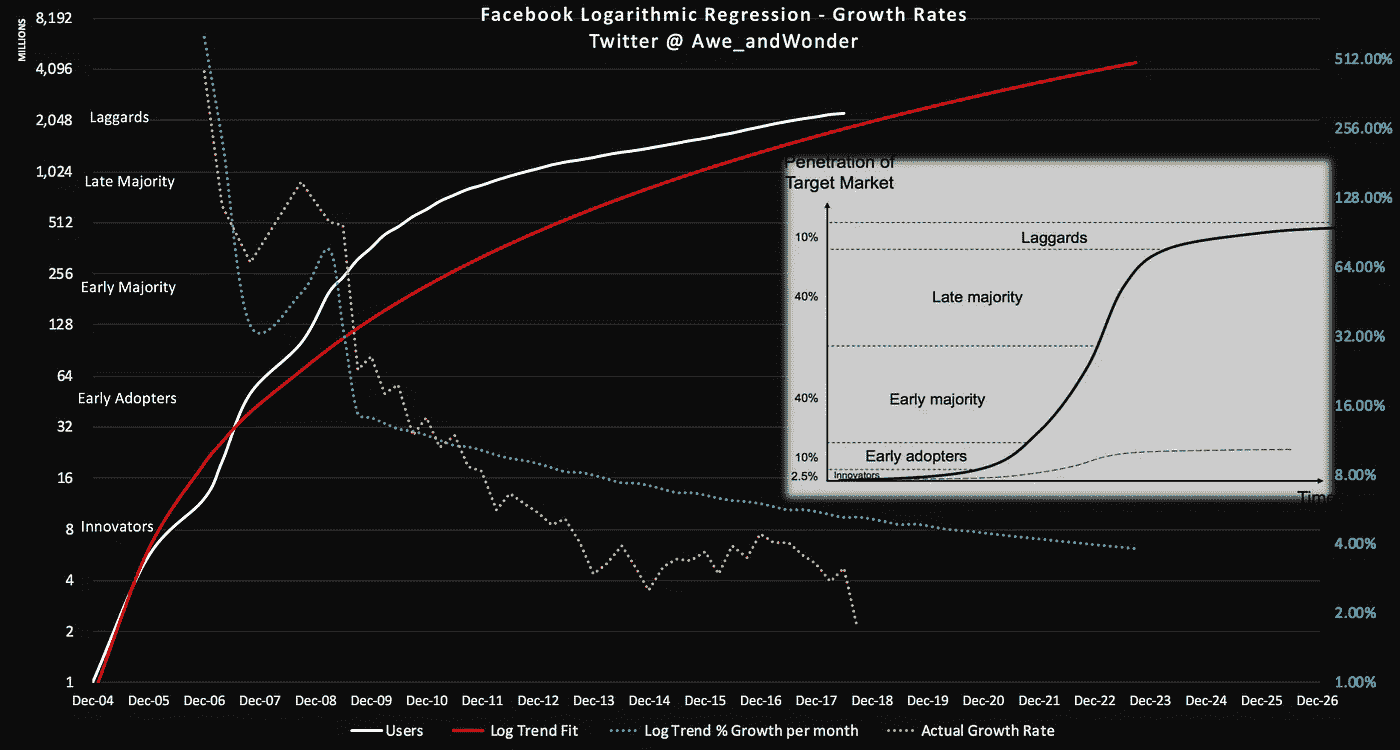 Facebook Logarithmic Regression - Growth Rates
Twitter @ Awe_andWonder
MILLIONS
8,192
4,096
2,048
1,024
512
256
128
64
32
16
8
4
2
1
Laggards
Late Majority
Early Majority
Early Adopters
Innovators
512.00%
256.00%
128.00%
64.00%
32.00%
16.00%
8.00%
4.00%
2.00%
1.00%
Penetration of
Target Market
10%
Laggards
40%
Late majority
40%
Early majority
10%
Early adopters
2.5%
Innovators
Time
Dec-04 Dec-05 Dec-06 Dec-07 Dec-08 Dec-09 Dec-10 Dec-11 Dec-12 Dec-13 Dec-14 Dec-15 Dec-16 Dec-17 Dec-18 Dec-19 Dec-20 Dec-21 Dec-22 Dec-23 Dec-24 Dec-25 Dec-26
Users Log Trend Fit Log Trend % Growth per month Actual Growth Rate